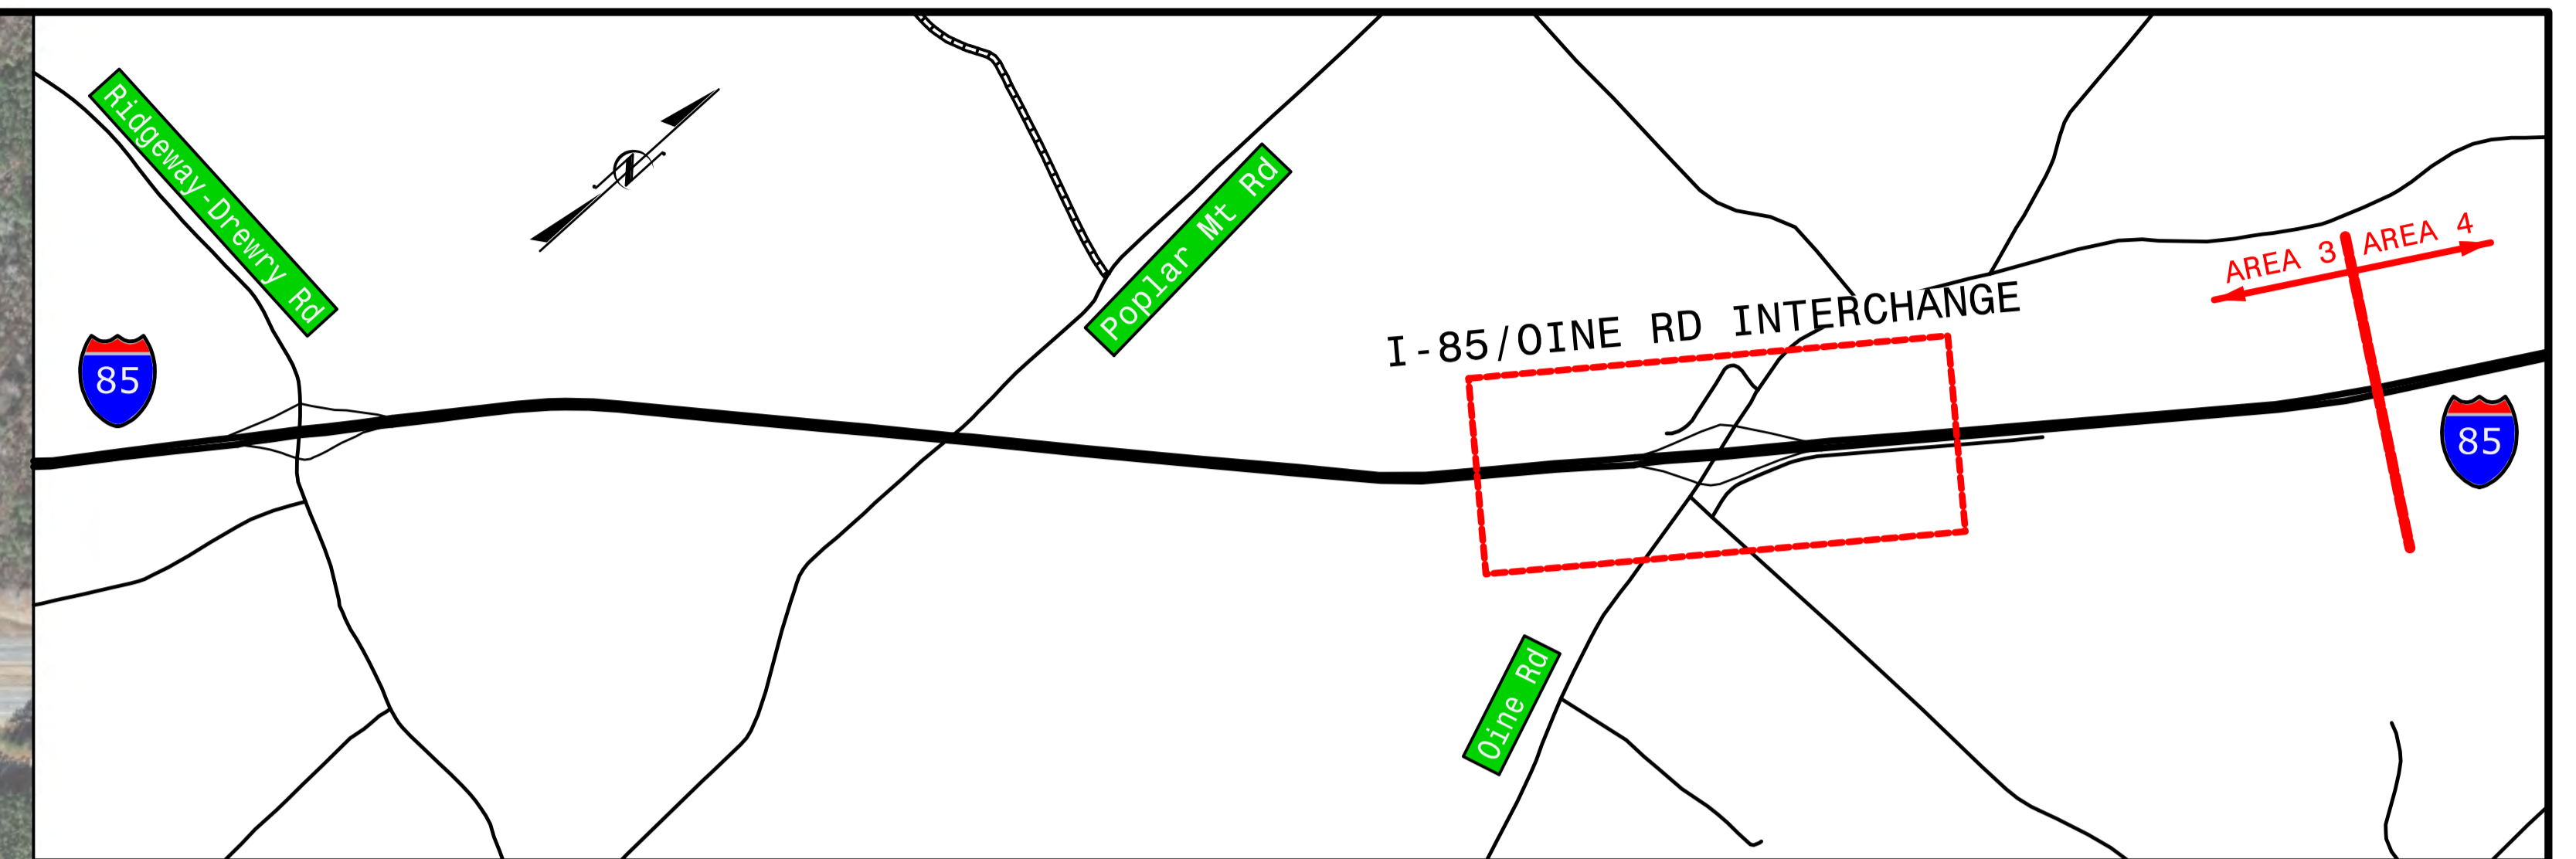 Ridgeway-Drewry Rd
85
N
Poplar Mt Rd
I-85/OINE RD INTERCHANGE
AREA 3
AREA 4
85
Oine Rd